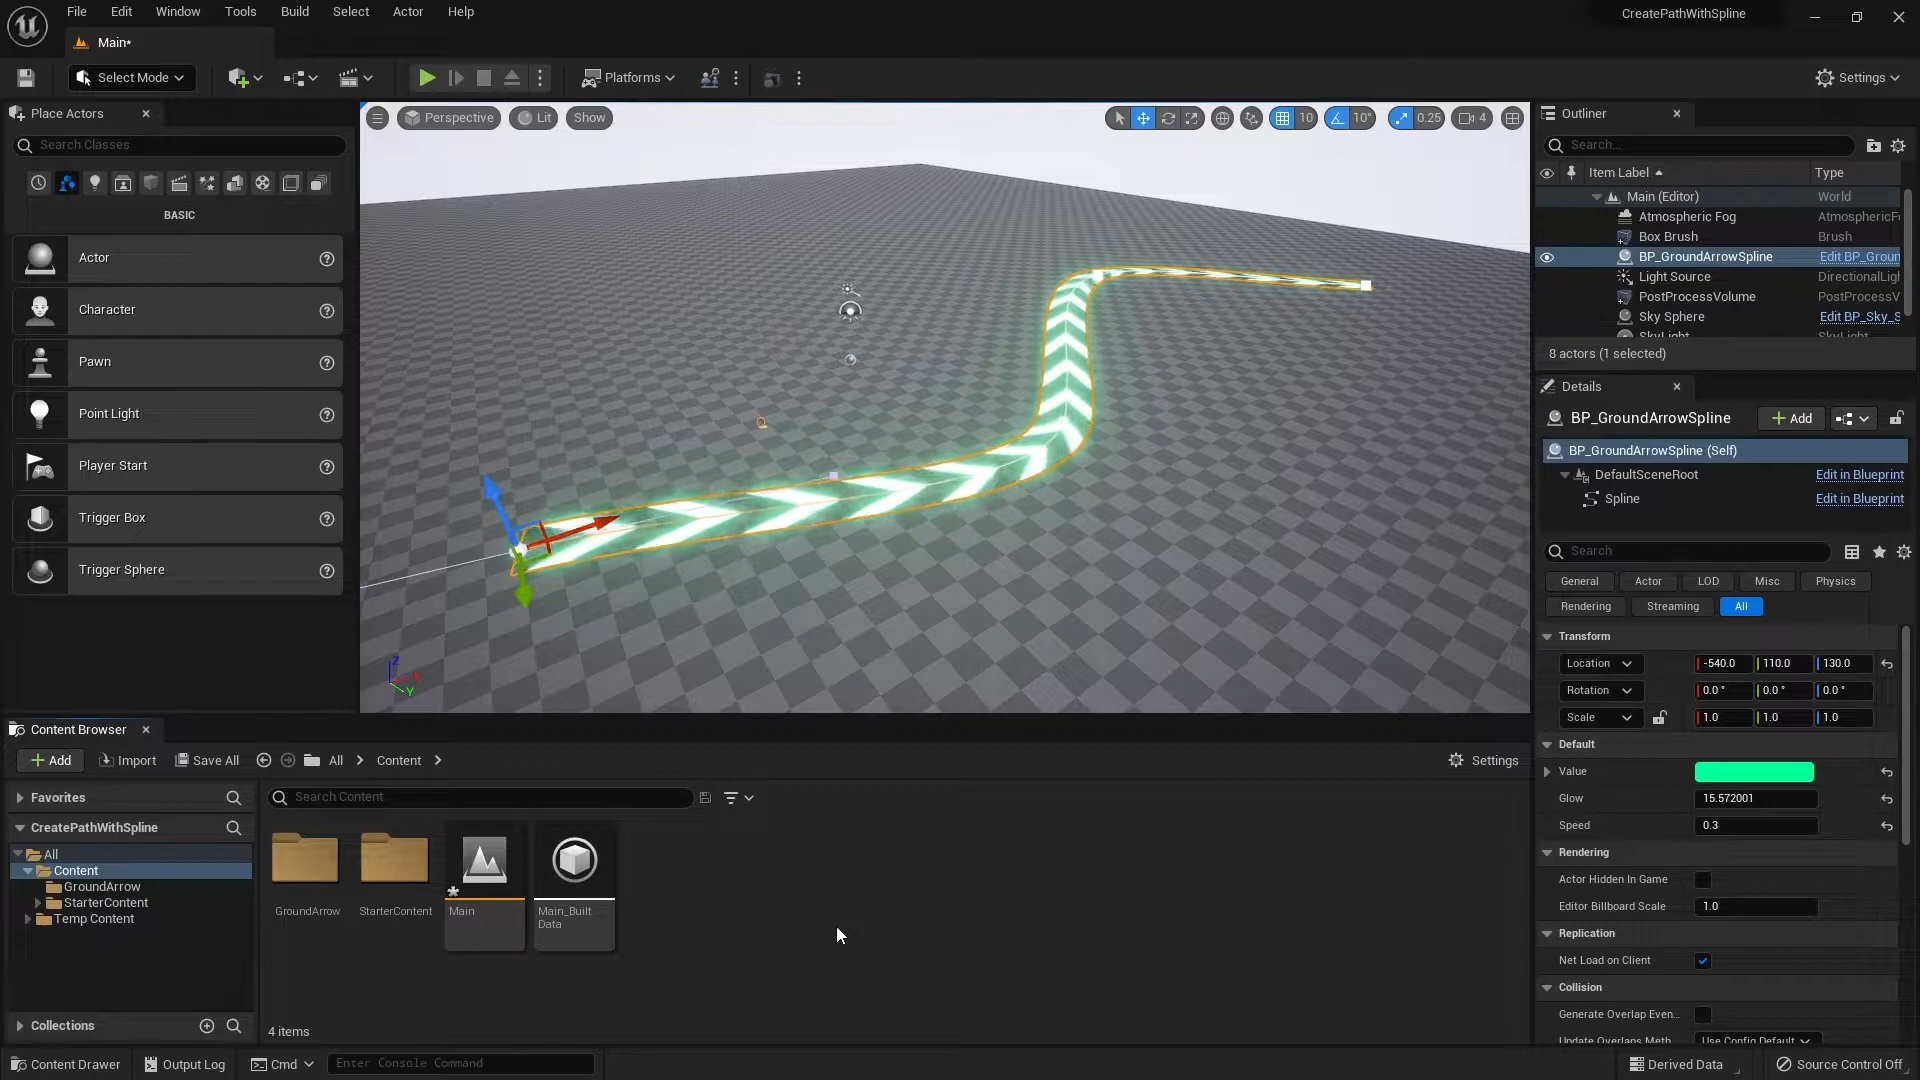 File Edit Window Tools Build Select Actor Help
CreatePathWithSpline
Main*
Select Mode
Platforms
Settings
Place Actors
Search Classes
BASIC
Actor
Character
Pawn
Point Light
Player Start
Trigger Box
Trigger Sphere
Perspective Lit Show
10 10° 0.25 4
Z
X
Y
Outliner
Search...
Item Label Type
Main (Editor) World
Atmospheric Fog AtmosphericF
Box Brush Brush
BP_GroundArrowSpline Edit BP_Groun
Light Source DirectionalLig
PostProcessVolume PostProcessV
Sky Sphere Edit BP_Sky_S
SkyLight SkyLight
8 actors (1 selected)
Details
BP_GroundArrowSpline Add
BP_GroundArrowSpline (Self)
DefaultSceneRoot Edit in Blueprint
Spline Edit in Blueprint
Search
General Actor LOD Misc Physics
Rendering Streaming All
Transform
Location -540.0 110.0 130.0
Rotation 0.0 ° 0.0 ° 0.0 °
Scale 1.0 1.0 1.0
Default
Value
Glow 15.572001
Speed 0.3
Rendering
Actor Hidden In Game
Editor Billboard Scale 1.0
Replication
Net Load on Client
Collision
Generate Overlap Even...
Update Overlaps Meth Use Config Default
Content Browser
Add Import Save All All Content Settings
Favorites
CreatePathWithSpline
All
Content
GroundArrow
StarterContent
Temp Content
Collections
Search Content
GroundArrow
StarterContent
Main
Main_Built
Data
4 items
Content Drawer Output Log Cmd Enter Console Command Derived Data Source Control Off